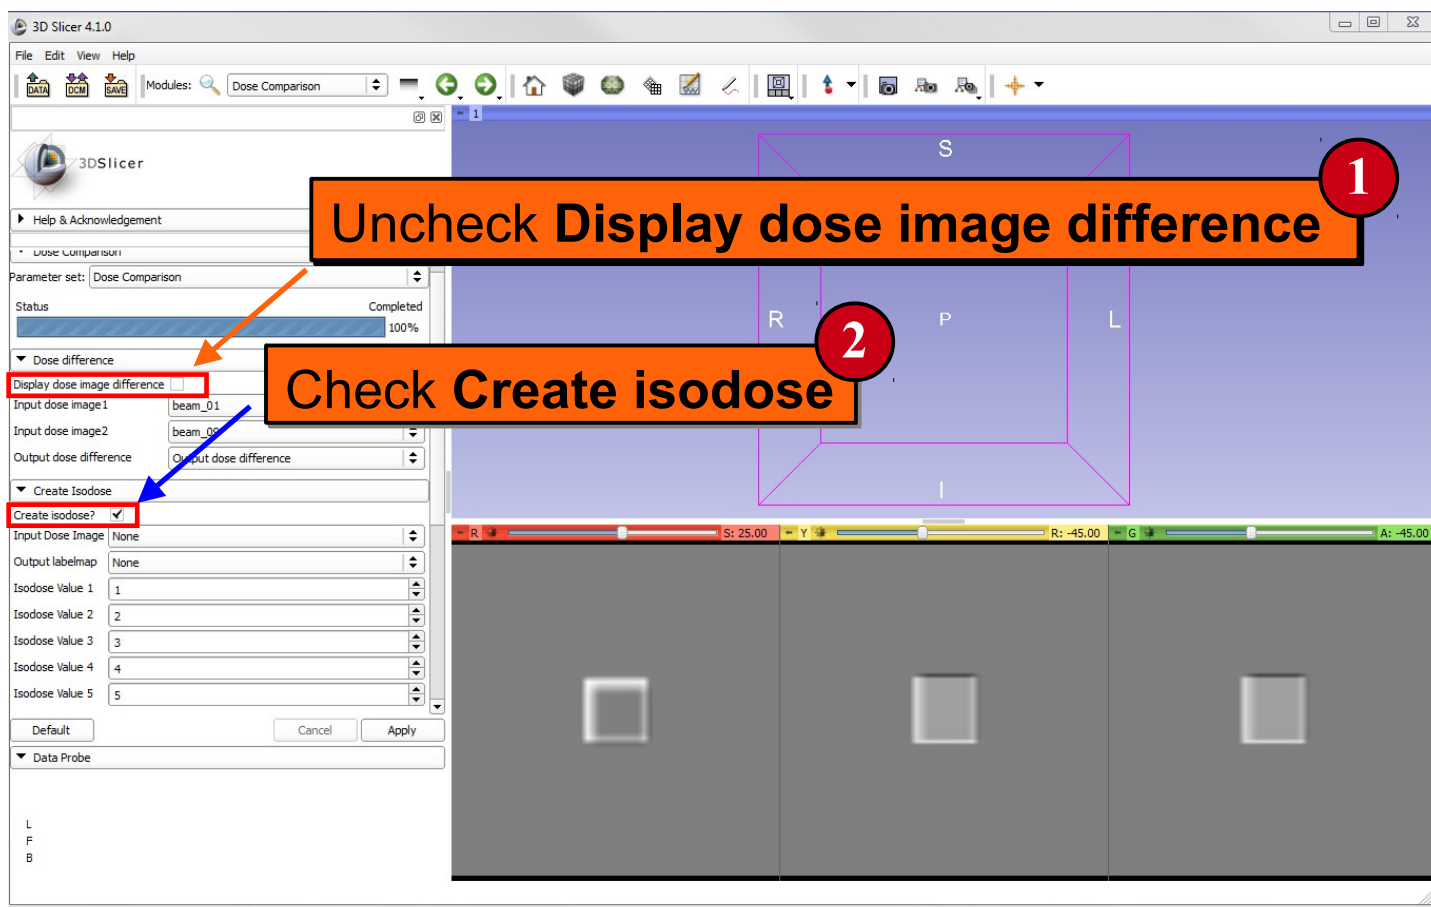 3D Slicer 4.1.0
File Edit View Help
DATA DCM SAVE Modules: Dose Comparison
1
3DSlicer
Help & Acknowledgement
Dose Comparison
Parameter set: Dose Comparison
Status Completed
100%
Dose difference
Display dose image difference
Input dose image1 beam_01
Input dose image2 beam_09
Output dose difference Output dose difference
Create Isodose
Create isodose?
Input Dose Image None
Output labelmap None
Isodose Value 1 1
Isodose Value 2 2
Isodose Value 3 3
Isodose Value 4 4
Isodose Value 5 5
Default Cancel Apply
Data Probe
L
F
B
1
Uncheck Display dose image difference
2
Check Create isodose
S
R P L
I
R S: 25.00 Y R: -45.00 G A: -45.00